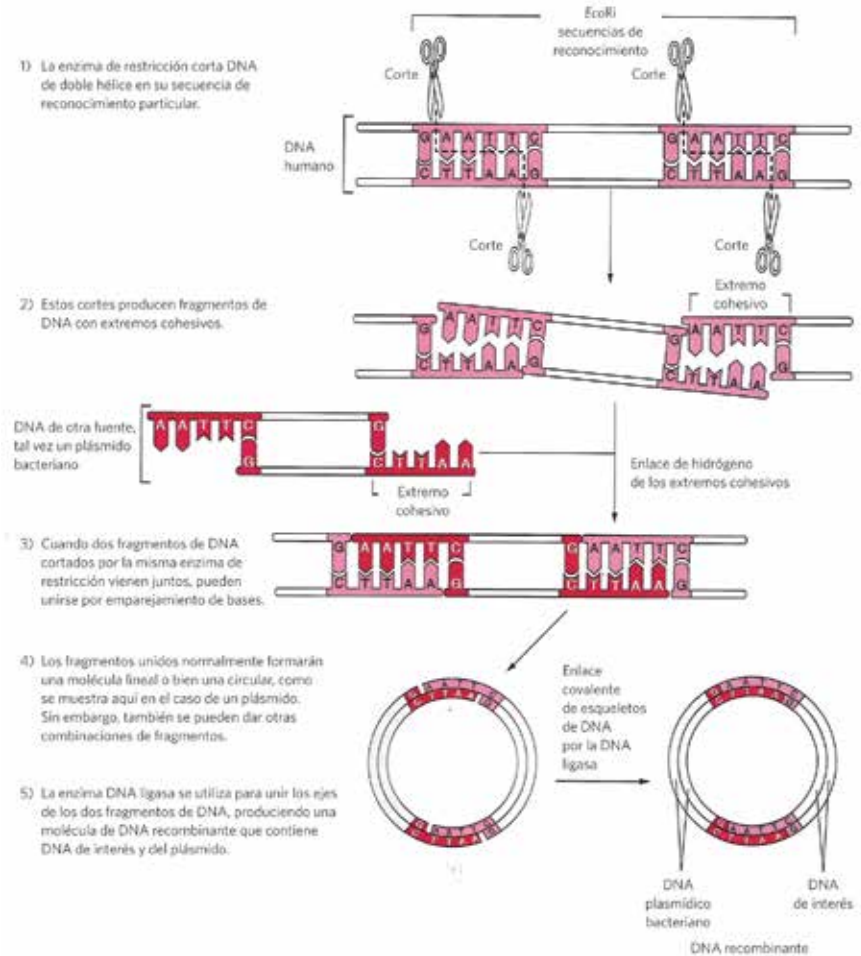 EcoRi
secuencias de
reconocimiento
1) La enzima de restricción corta DNA
de doble hélice en su secuencia de
reconocimiento particular.
Corte
Corte
DNA
humano
G A A T T C
C T T A A G
G A A T T C
C T T A A G
Corte
Corte
2) Estos cortes producen fragmentos de
DNA con extremos cohesivos.
Extremo
cohesivo
G A A T T C
C T T A A G
G A A T T C
C T T A A G
DNA de otra fuente,
tal vez un plásmido
bacteriano
A A T T C
G
G
C T T A A
Extremo
cohesivo
Enlace de hidrógeno
de los extremos cohesivos
3) Cuando dos fragmentos de DNA
cortados por la misma enzima de
restricción vienen juntos, pueden
unirse por emparejamiento de bases.
G A A T T C
C T T A A G
G A A T T C
C T T A A G
4) Los fragmentos unidos normalmente formarán
una molécula lineal o bien una circular, como
se muestra aquí en el caso de un plásmido.
Sin embargo, también se pueden dar otras
combinaciones de fragmentos.
Enlace
covalente
de esqueletos
de DNA
por la DNA
ligasa
5) La enzima DNA ligasa se utiliza para unir los ejes
de los dos fragmentos de DNA, produciendo una
molécula de DNA recombinante que contiene
DNA de interés y del plásmido.
DNA
plasmídico
bacteriano
DNA
de interés
DNA recombinante